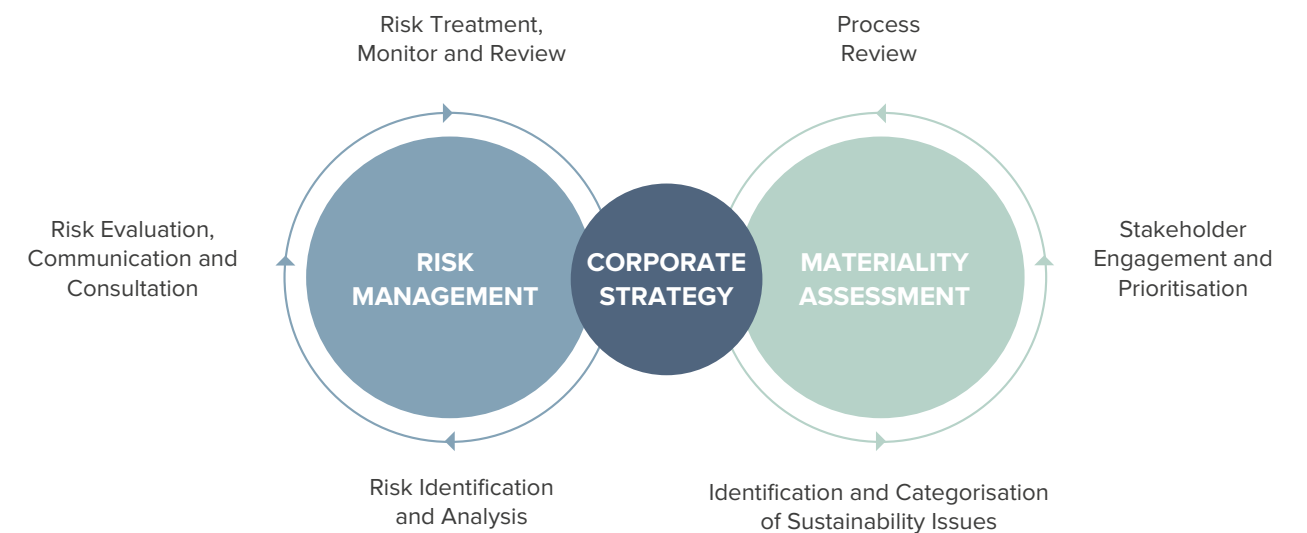 Risk Treatment,
Monitor and Review
Process
Review
Risk Evaluation,
Communication and
Consultation
RISK
MANAGEMENT
CORPORATE
STRATEGY
MATERIALITY
ASSESSMENT
Stakeholder
Engagement and
Prioritisation
Risk Identification
and Analysis
Identification and Categorisation
of Sustainability Issues